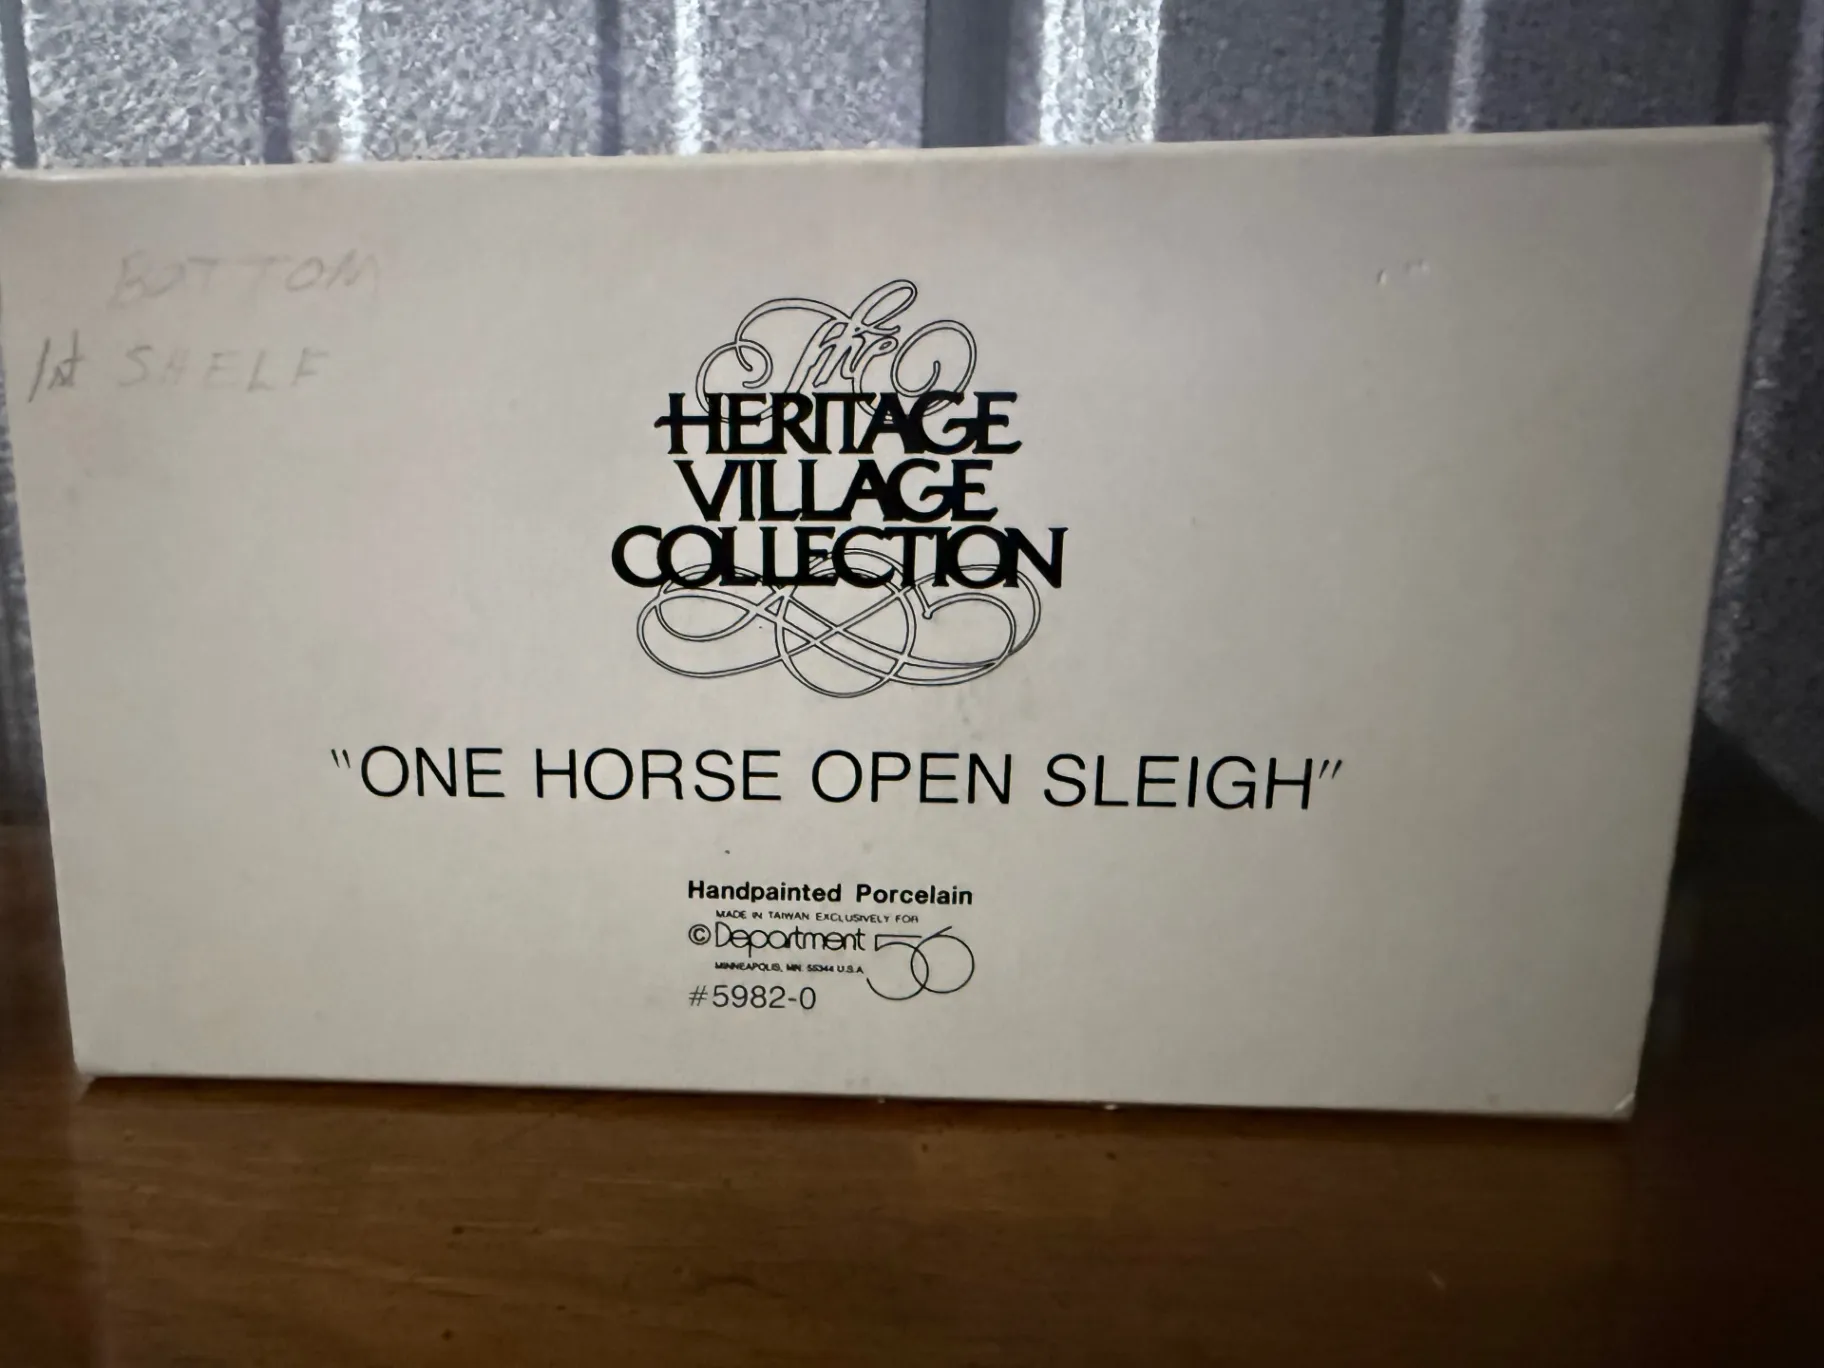 BOTTOM
1st SHELF
The
HERITAGE
VILLAGE
COLLECTION
"ONE HORSE OPEN SLEIGH"
Handpainted Porcelain
MADE IN TAIWAN EXCLUSIVELY FOR
© Department 56
MINNEAPOLIS, MN 55344 U.S.A.
#5982-0